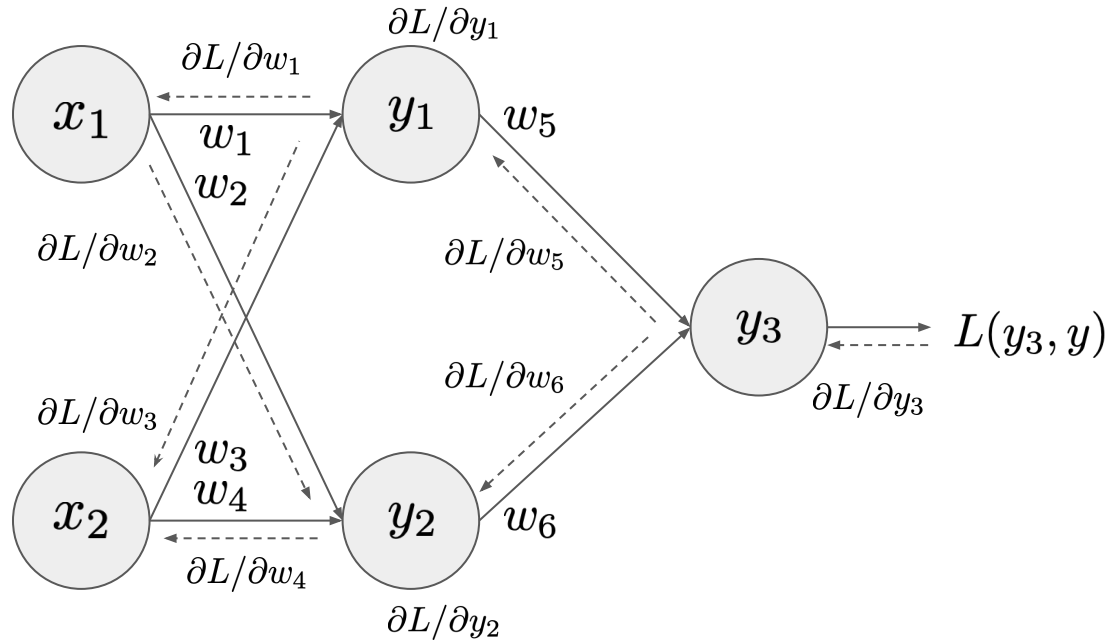 ∂L/∂y₁
∂L/∂w₁
x₁
y₁
w₅
w₁
w₂
∂L/∂w₂
∂L/∂w₅
y₃
L(y₃, y)
∂L/∂w₆
∂L/∂y₃
∂L/∂w₃
w₃
w₄
x₂
y₂
w₆
∂L/∂w₄
∂L/∂y₂